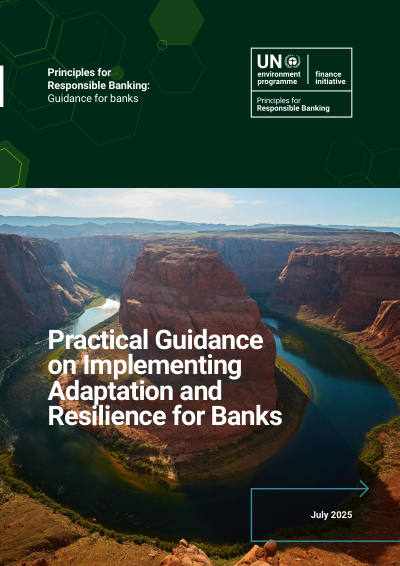 Principles for
Responsible Banking:
Guidance for banks
UN
environment
programme
finance
initiative
Principles for
Responsible Banking
Practical Guidance
on Implementing
Adaptation and
Resilience for Banks
July 2025